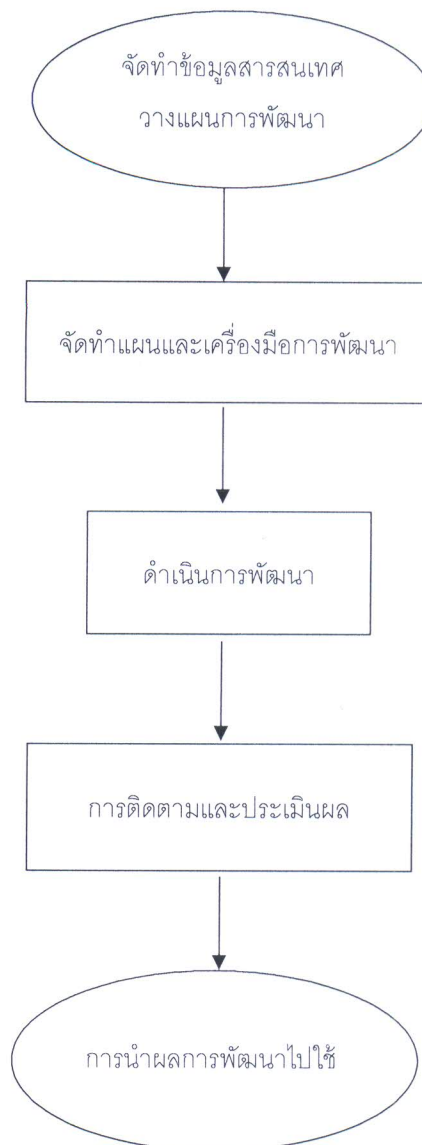 จัดทำข้อมูลสารสนเทศ
วางแผนการพัฒนา
จัดทำแผนและเครื่องมือการพัฒนา
ดำเนินการพัฒนา
การติดตามและประเมินผล
การนำผลการพัฒนาไปใช้